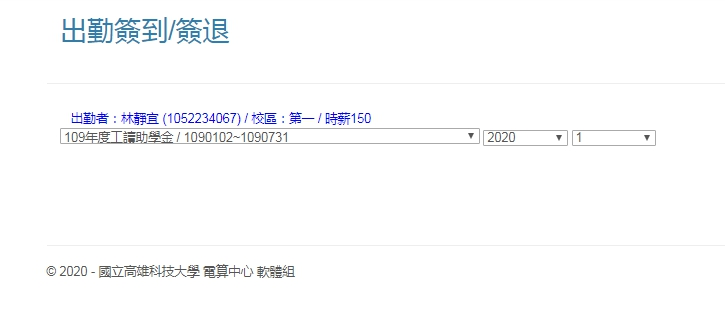 出勤簽到/簽退
出勤者：林靜宜 (1052234067) / 校區：第一 / 時薪150
109年度工讀助學金 / 1090102~1090731 2020 1
© 2020 - 國立高雄科技大學 電算中心 軟體組